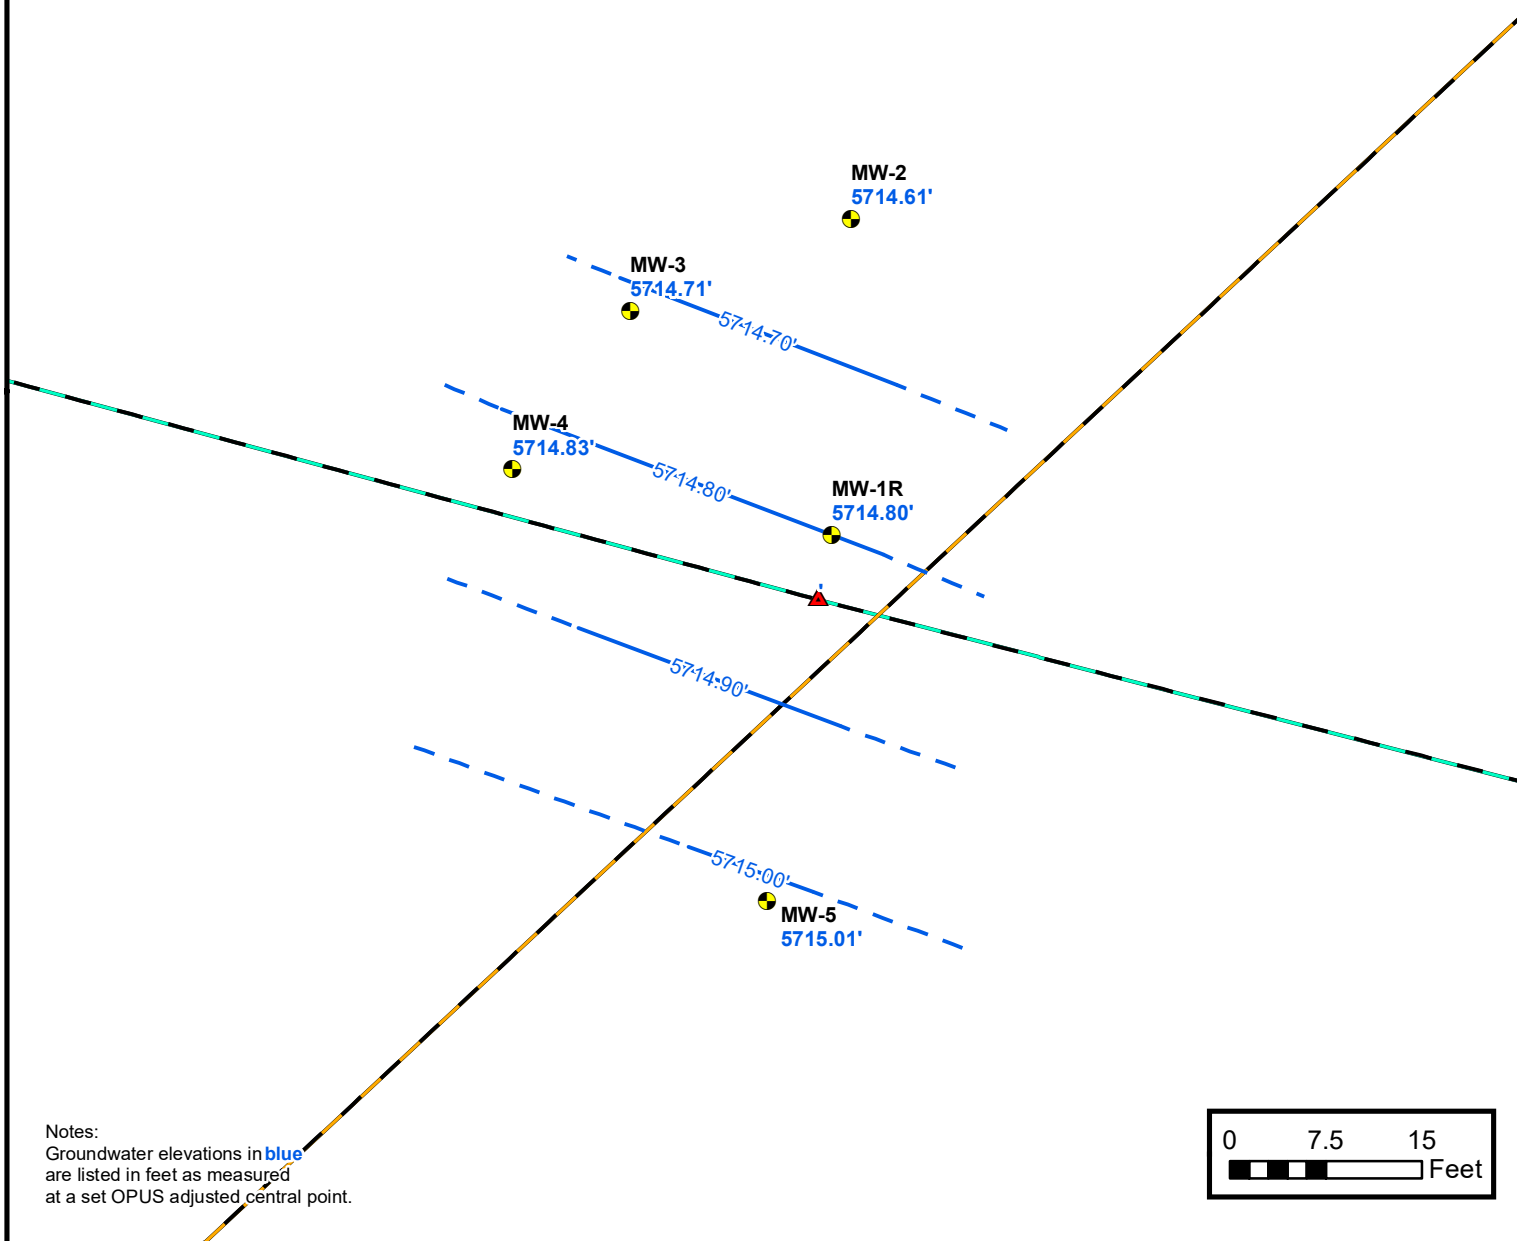 MW-2
5714.61'
MW-3
5714.71'
5714.70'
MW-4
5714.83'
5714.80'
MW-1R
5714.80'
5714.90'
5715.00'
MW-5
5715.01'
Notes:
Groundwater elevations in blue
are listed in feet as measured
at a set OPUS adjusted central point.
0 7.5 15
Feet